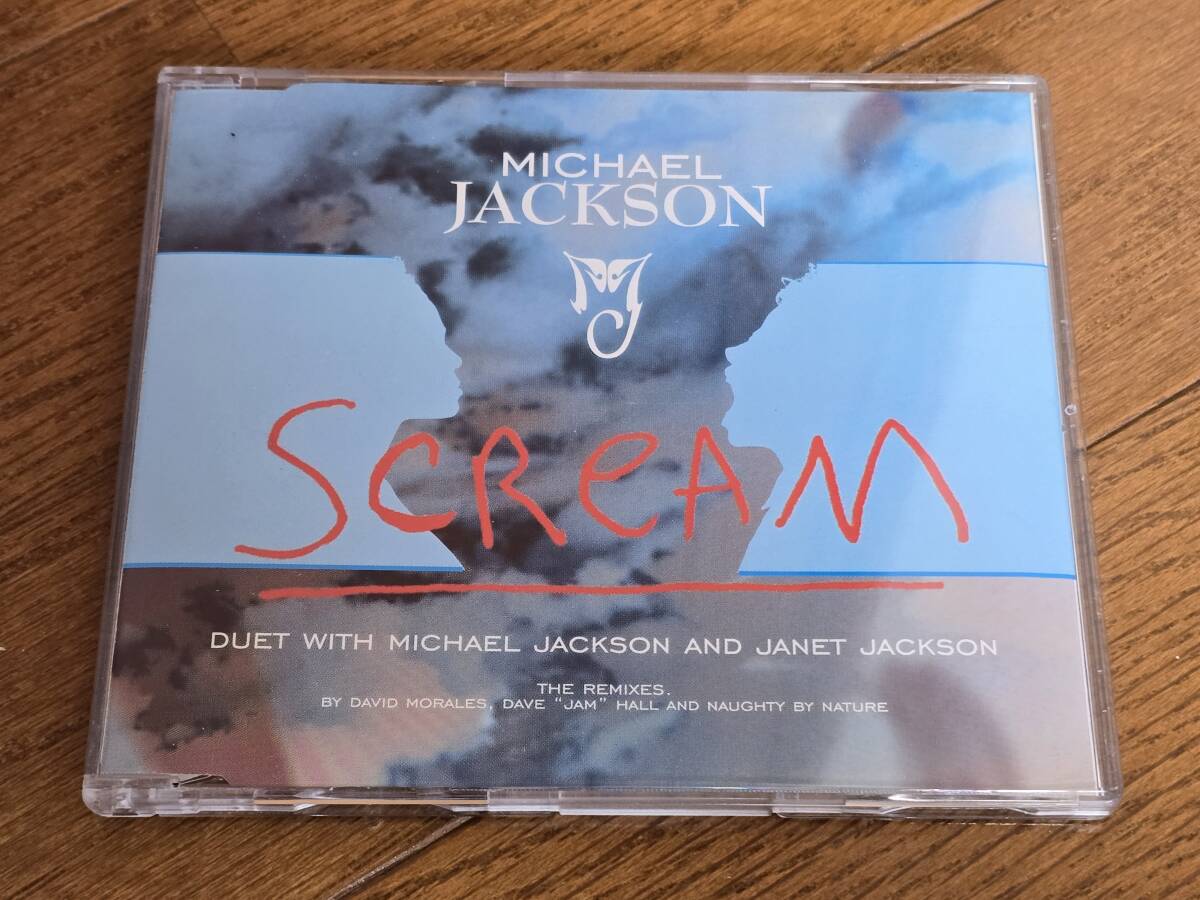 MICHAEL
JACKSON
MJ
SCReAM
DUET WITH MICHAEL JACKSON AND JANET JACKSON
THE REMIXES.
BY DAVID MORALES, DAVE "JAM" HALL AND NAUGHTY BY NATURE